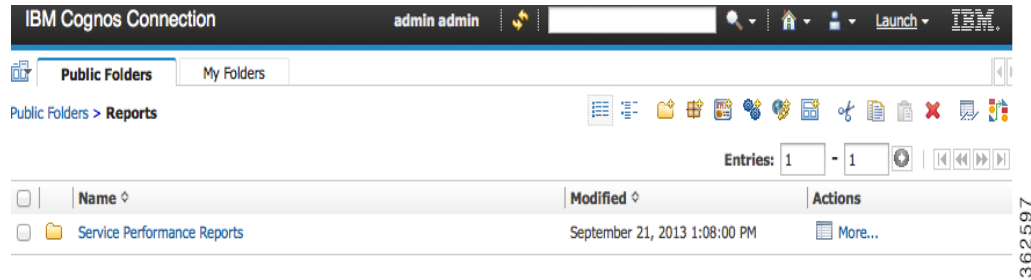 IBM Cognos Connection admin admin Launch IBM.
Public Folders My Folders
Public Folders > Reports
Entries: 1 - 1
Name Modified Actions
Service Performance Reports September 21, 2013 1:08:00 PM More...
362597